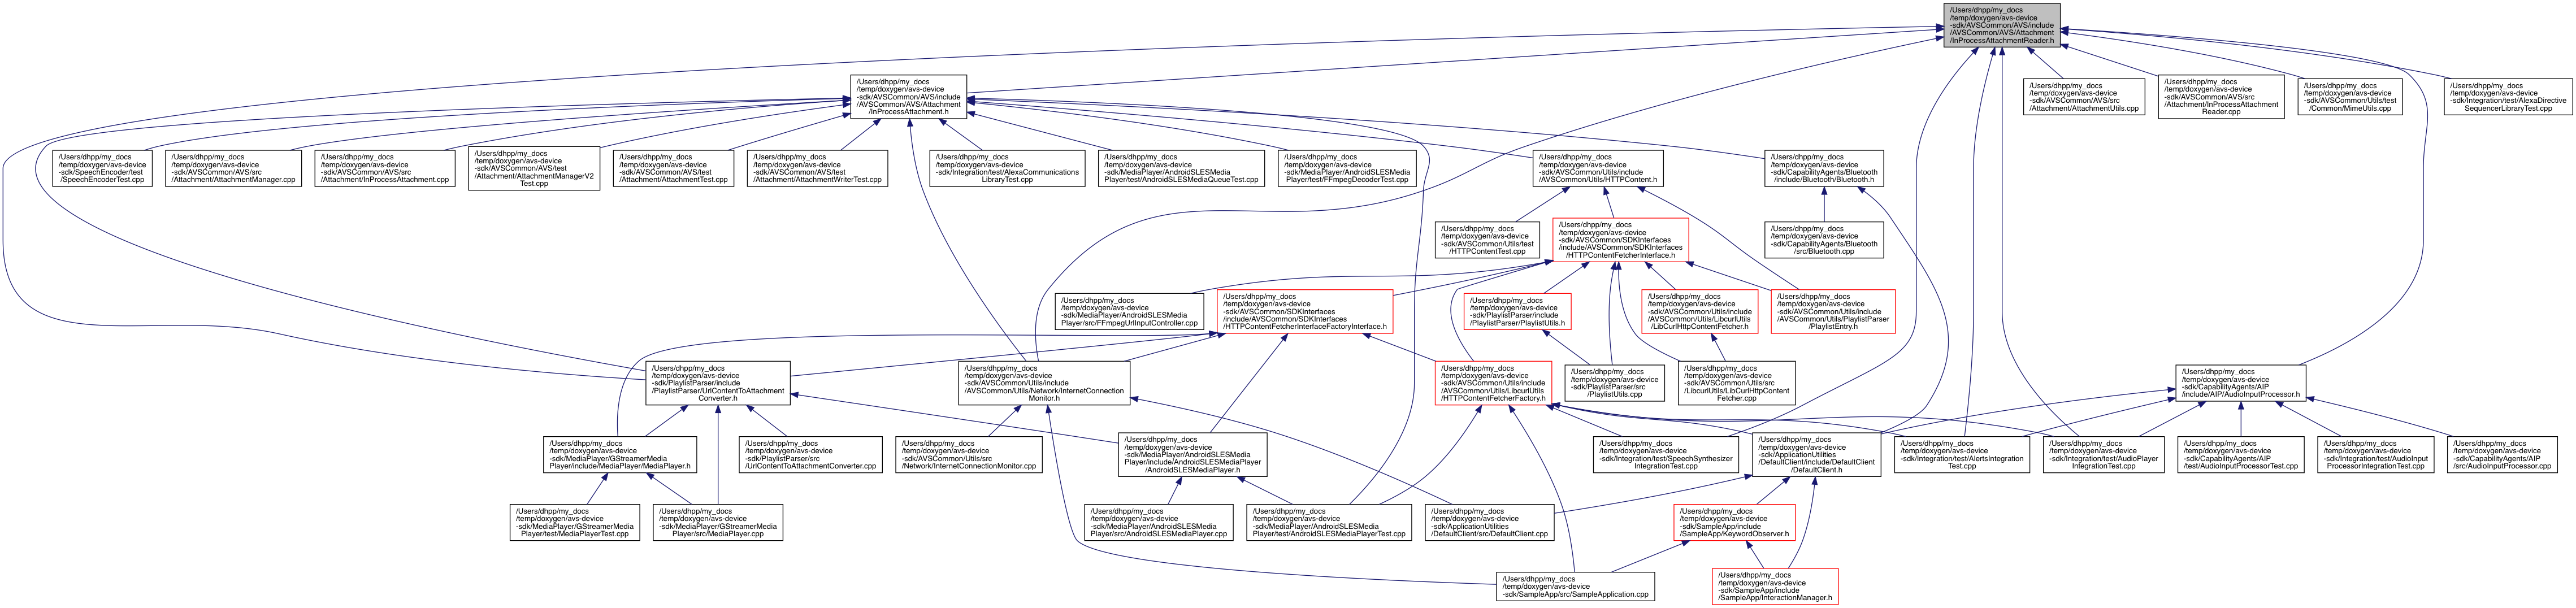 /Users/dhpp/my_docs
/temp/doxygen/avs-device
-sdk/AVSCommon/AVS/include
/AVSCommon/AVS/Attachment
/InProcessAttachmentReader.h
/Users/dhpp/my_docs
/temp/doxygen/avs-device
-sdk/AVSCommon/AVS/include
/AVSCommon/AVS/Attachment
/InProcessAttachment.h
/Users/dhpp/my_docs
/temp/doxygen/avs-device
-sdk/AVSCommon/AVS/src
/Attachment/AttachmentUtils.cpp
/Users/dhpp/my_docs
/temp/doxygen/avs-device
-sdk/AVSCommon/AVS/src
/Attachment/InProcessAttachment
Reader.cpp
/Users/dhpp/my_docs
/temp/doxygen/avs-device
-sdk/AVSCommon/Utils/test
/Common/MimeUtils.cpp
/Users/dhpp/my_docs
/temp/doxygen/avs-device
-sdk/Integration/test/AlexaDirective
SequencerLibraryTest.cpp
/Users/dhpp/my_docs
/temp/doxygen/avs-device
-sdk/SpeechEncoder/test
/SpeechEncoderTest.cpp
/Users/dhpp/my_docs
/temp/doxygen/avs-device
-sdk/AVSCommon/AVS/src
/Attachment/AttachmentManager.cpp
/Users/dhpp/my_docs
/temp/doxygen/avs-device
-sdk/AVSCommon/AVS/src
/Attachment/InProcessAttachment.cpp
/Users/dhpp/my_docs
/temp/doxygen/avs-device
-sdk/AVSCommon/AVS/test
/Attachment/AttachmentManagerV2
Test.cpp
/Users/dhpp/my_docs
/temp/doxygen/avs-device
-sdk/AVSCommon/AVS/test
/Attachment/AttachmentTest.cpp
/Users/dhpp/my_docs
/temp/doxygen/avs-device
-sdk/AVSCommon/AVS/test
/Attachment/AttachmentWriterTest.cpp
/Users/dhpp/my_docs
/temp/doxygen/avs-device
-sdk/Integration/test/AlexaCommunications
LibraryTest.cpp
/Users/dhpp/my_docs
/temp/doxygen/avs-device
-sdk/MediaPlayer/AndroidSLESMedia
Player/test/AndroidSLESMediaQueueTest.cpp
/Users/dhpp/my_docs
/temp/doxygen/avs-device
-sdk/MediaPlayer/AndroidSLESMedia
Player/test/FFmpegDecoderTest.cpp
/Users/dhpp/my_docs
/temp/doxygen/avs-device
-sdk/AVSCommon/Utils/include
/AVSCommon/Utils/HTTPContent.h
/Users/dhpp/my_docs
/temp/doxygen/avs-device
-sdk/CapabilityAgents/Bluetooth
/include/Bluetooth/Bluetooth.h
/Users/dhpp/my_docs
/temp/doxygen/avs-device
-sdk/AVSCommon/Utils/test
/HTTPContentTest.cpp
/Users/dhpp/my_docs
/temp/doxygen/avs-device
-sdk/AVSCommon/SDKInterfaces
/include/AVSCommon/SDKInterfaces
/HTTPContentFetcherInterface.h
/Users/dhpp/my_docs
/temp/doxygen/avs-device
-sdk/CapabilityAgents/Bluetooth
/src/Bluetooth.cpp
/Users/dhpp/my_docs
/temp/doxygen/avs-device
-sdk/MediaPlayer/AndroidSLESMedia
Player/src/FFmpegUrlInputController.cpp
/Users/dhpp/my_docs
/temp/doxygen/avs-device
-sdk/AVSCommon/SDKInterfaces
/include/AVSCommon/SDKInterfaces
/HTTPContentFetcherInterfaceFactoryInterface.h
/Users/dhpp/my_docs
/temp/doxygen/avs-device
-sdk/PlaylistParser/include
/PlaylistParser/PlaylistUtils.h
/Users/dhpp/my_docs
/temp/doxygen/avs-device
-sdk/AVSCommon/Utils/include
/AVSCommon/Utils/LibcurlUtils
/LibCurlHttpContentFetcher.h
/Users/dhpp/my_docs
/temp/doxygen/avs-device
-sdk/AVSCommon/Utils/include
/AVSCommon/Utils/PlaylistParser
/PlaylistEntry.h
/Users/dhpp/my_docs
/temp/doxygen/avs-device
-sdk/PlaylistParser/include
/PlaylistParser/UrlContentToAttachment
Converter.h
/Users/dhpp/my_docs
/temp/doxygen/avs-device
-sdk/AVSCommon/Utils/include
/AVSCommon/Utils/Network/InternetConnection
Monitor.h
/Users/dhpp/my_docs
/temp/doxygen/avs-device
-sdk/AVSCommon/Utils/include
/AVSCommon/Utils/LibcurlUtils
/HTTPContentFetcherFactory.h
/Users/dhpp/my_docs
/temp/doxygen/avs-device
-sdk/PlaylistParser/src
/PlaylistUtils.cpp
/Users/dhpp/my_docs
/temp/doxygen/avs-device
-sdk/AVSCommon/Utils/src
/LibcurlUtils/LibCurlHttpContent
Fetcher.cpp
/Users/dhpp/my_docs
/temp/doxygen/avs-device
-sdk/CapabilityAgents/AIP
/include/AIP/AudioInputProcessor.h
/Users/dhpp/my_docs
/temp/doxygen/avs-device
-sdk/MediaPlayer/GStreamerMedia
Player/include/MediaPlayer/MediaPlayer.h
/Users/dhpp/my_docs
/temp/doxygen/avs-device
-sdk/PlaylistParser/src
/UrlContentToAttachmentConverter.cpp
/Users/dhpp/my_docs
/temp/doxygen/avs-device
-sdk/AVSCommon/Utils/src
/Network/InternetConnectionMonitor.cpp
/Users/dhpp/my_docs
/temp/doxygen/avs-device
-sdk/MediaPlayer/AndroidSLESMedia
Player/include/AndroidSLESMediaPlayer
/AndroidSLESMediaPlayer.h
/Users/dhpp/my_docs
/temp/doxygen/avs-device
-sdk/Integration/test/SpeechSynthesizer
IntegrationTest.cpp
/Users/dhpp/my_docs
/temp/doxygen/avs-device
-sdk/ApplicationUtilities
/DefaultClient/include/DefaultClient
/DefaultClient.h
/Users/dhpp/my_docs
/temp/doxygen/avs-device
-sdk/Integration/test/AlertsIntegration
Test.cpp
/Users/dhpp/my_docs
/temp/doxygen/avs-device
-sdk/Integration/test/AudioPlayer
IntegrationTest.cpp
/Users/dhpp/my_docs
/temp/doxygen/avs-device
-sdk/CapabilityAgents/AIP
/test/AudioInputProcessorTest.cpp
/Users/dhpp/my_docs
/temp/doxygen/avs-device
-sdk/Integration/test/AudioInput
ProcessorIntegrationTest.cpp
/Users/dhpp/my_docs
/temp/doxygen/avs-device
-sdk/CapabilityAgents/AIP
/src/AudioInputProcessor.cpp
/Users/dhpp/my_docs
/temp/doxygen/avs-device
-sdk/MediaPlayer/GStreamerMedia
Player/test/MediaPlayerTest.cpp
/Users/dhpp/my_docs
/temp/doxygen/avs-device
-sdk/MediaPlayer/GStreamerMedia
Player/src/MediaPlayer.cpp
/Users/dhpp/my_docs
/temp/doxygen/avs-device
-sdk/MediaPlayer/AndroidSLESMedia
Player/src/AndroidSLESMediaPlayer.cpp
/Users/dhpp/my_docs
/temp/doxygen/avs-device
-sdk/MediaPlayer/AndroidSLESMedia
Player/test/AndroidSLESMediaPlayerTest.cpp
/Users/dhpp/my_docs
/temp/doxygen/avs-device
-sdk/ApplicationUtilities
/DefaultClient/src/DefaultClient.cpp
/Users/dhpp/my_docs
/temp/doxygen/avs-device
-sdk/SampleApp/include
/SampleApp/KeywordObserver.h
/Users/dhpp/my_docs
/temp/doxygen/avs-device
-sdk/SampleApp/src/SampleApplication.cpp
/Users/dhpp/my_docs
/temp/doxygen/avs-device
-sdk/SampleApp/include
/SampleApp/InteractionManager.h